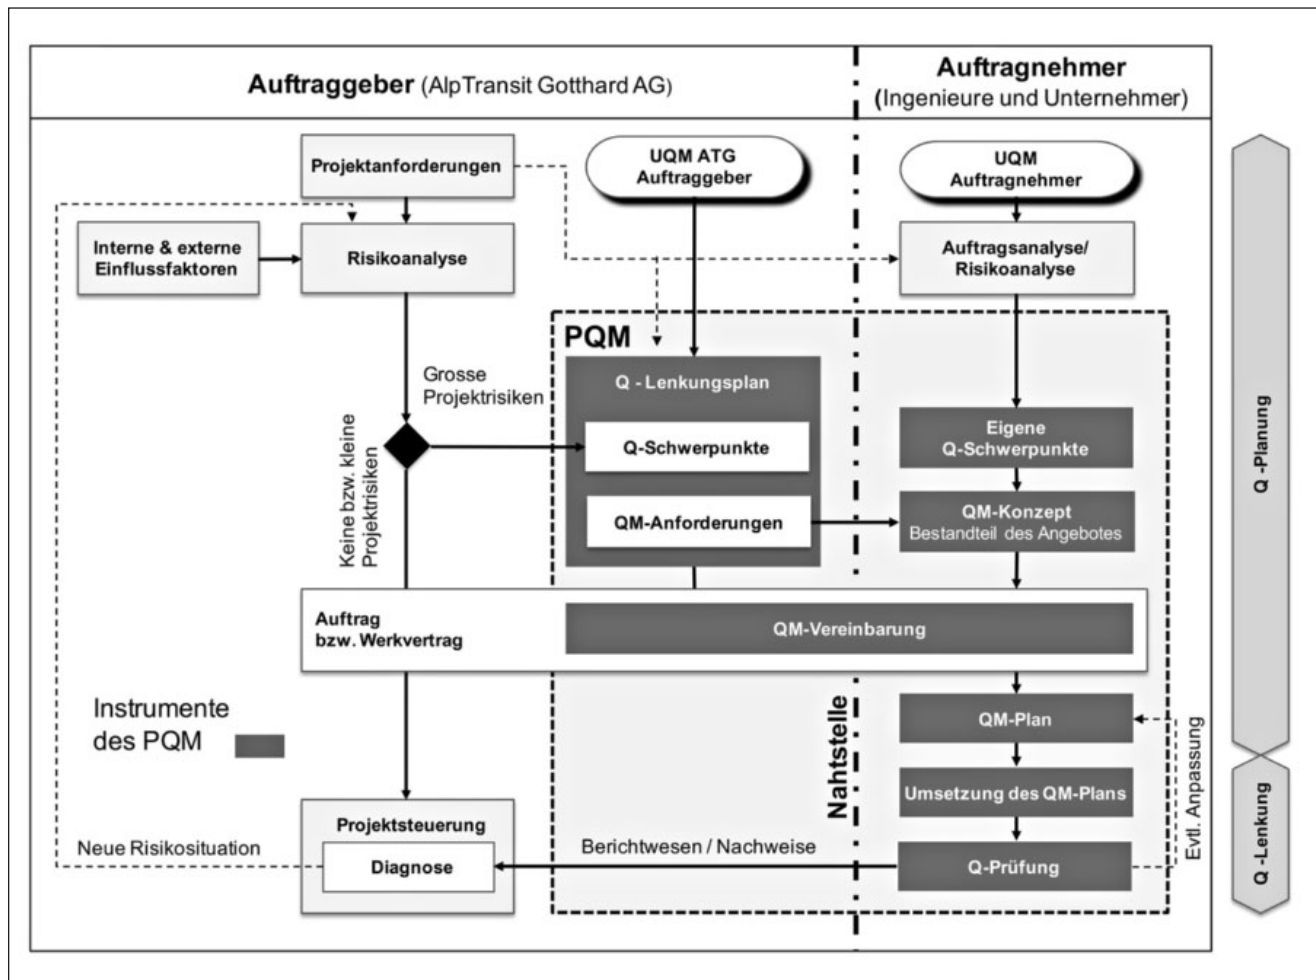 Auftraggeber (AlpTransit Gotthard AG)
Auftragnehmer
(Ingenieure und Unternehmer)
Projektanforderungen
UQM ATG
Auftraggeber
UQM
Auftragnehmer
Interne & externe
Einflussfaktoren
Risikoanalyse
Auftragsanalyse/
Risikoanalyse
PQM
Q - Lenkungsplan
Grosse
Projektrisiken
Q-Schwerpunkte
Eigene
Q-Schwerpunkte
Keine bzw. kleine
Projektrisiken
QM-Anforderungen
QM-Konzept
Bestandteil des Angebotes
Auftrag
bzw. Werkvertrag
QM-Vereinbarung
Instrumente
des PQM
Nahtstelle
QM-Plan
Umsetzung des QM-Plans
Evtl. Anpassung
Projektsteuerung
Neue Risikosituation
Diagnose
Berichtwesen / Nachweise
Q-Prüfung
Q -Planung
Q -Lenkung